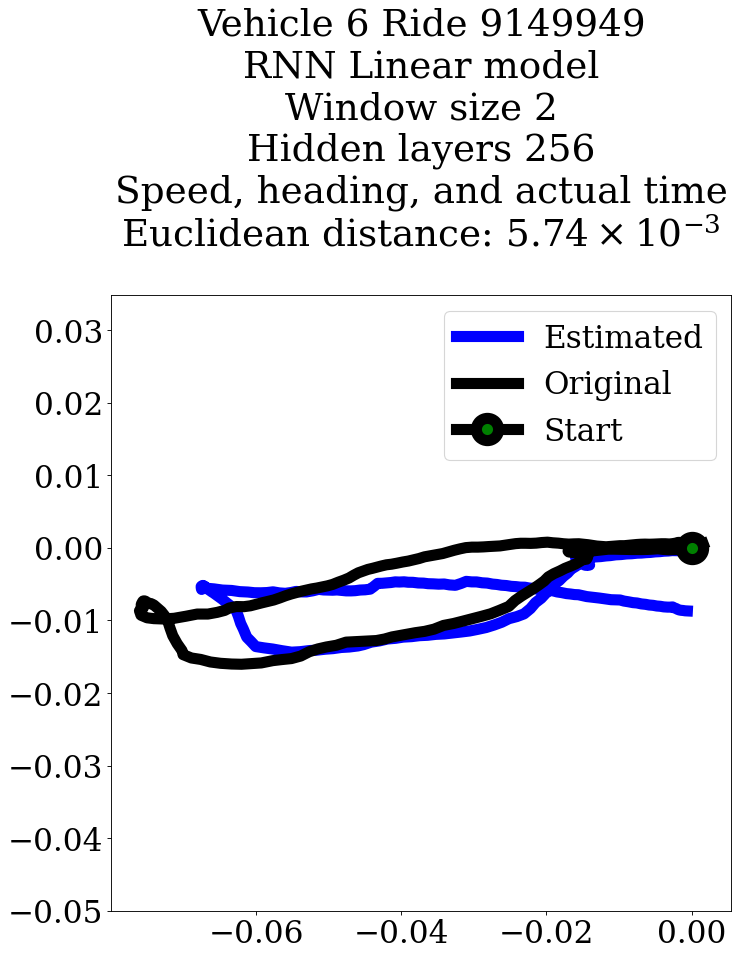 Vehicle 6 Ride 9149949
RNN Linear model
Window size 2
Hidden layers 256
Speed, heading, and actual time
Euclidean distance: 5.74 × 10⁻³
Estimated
Original
Start
0.03
0.02
0.01
0.00
−0.01
−0.02
−0.03
−0.04
−0.05
−0.06 −0.04 −0.02 0.00